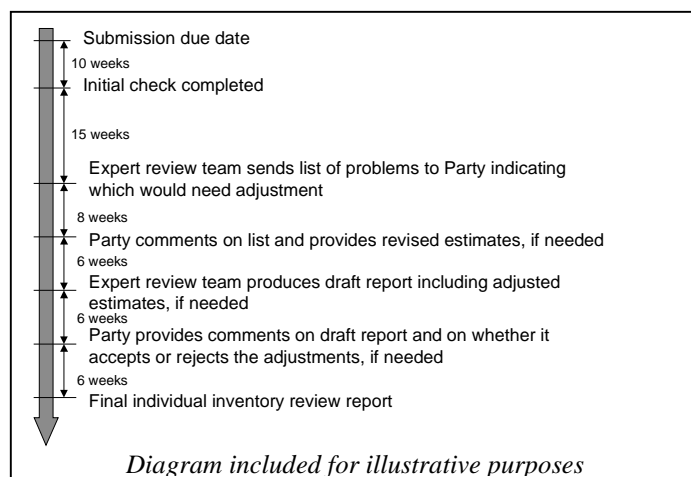 Submission due date
10 weeks
Initial check completed
15 weeks
Expert review team sends list of problems to Party indicating
which would need adjustment
8 weeks
Party comments on list and provides revised estimates, if needed
6 weeks
Expert review team produces draft report including adjusted
estimates, if needed
6 weeks
Party provides comments on draft report and on whether it
accepts or rejects the adjustments, if needed
6 weeks
Final individual inventory review report
Diagram included for illustrative purposes